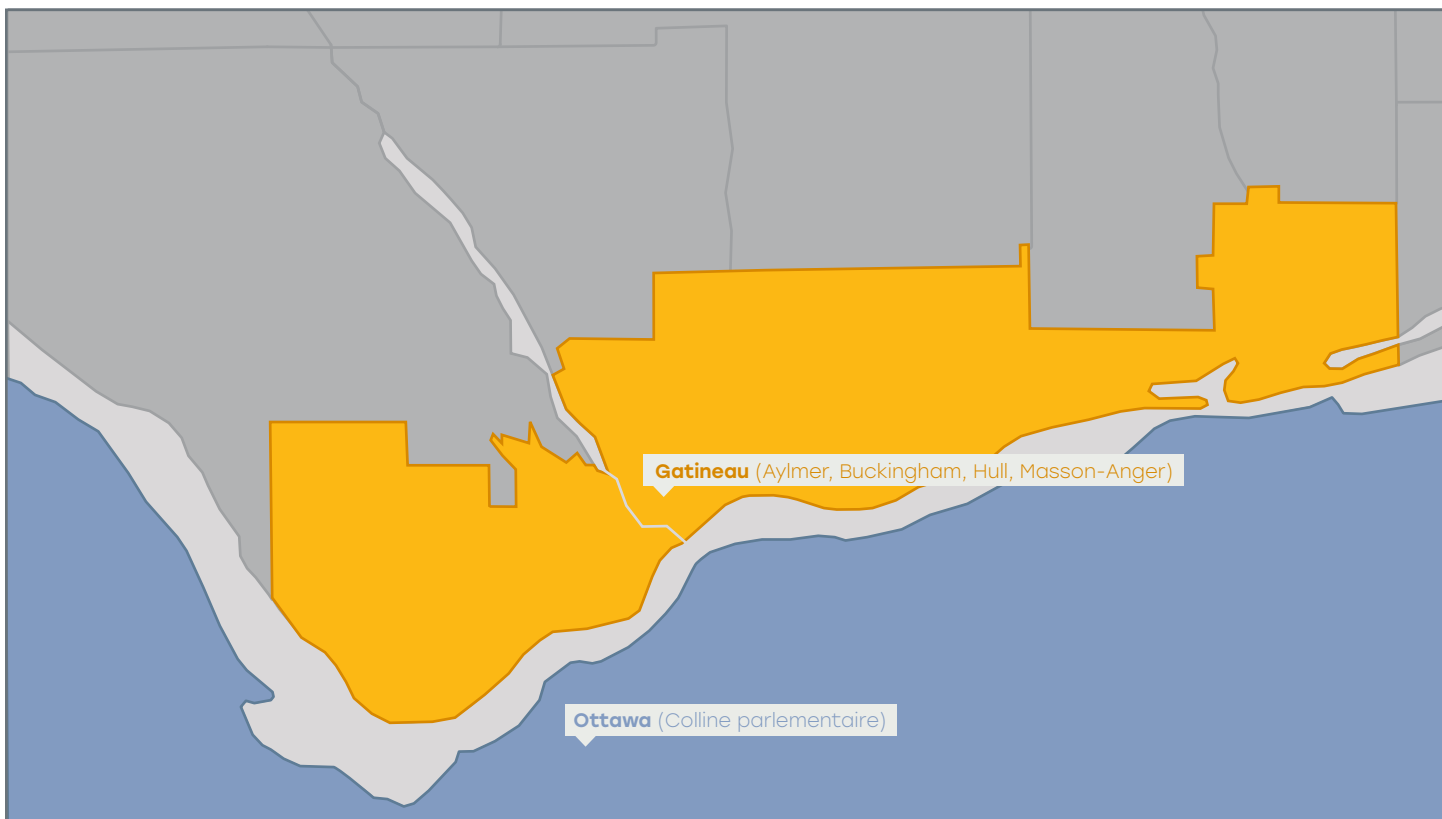 Gatineau (Aylmer, Buckingham, Hull, Masson-Anger)
Ottawa (Colline parlementaire)